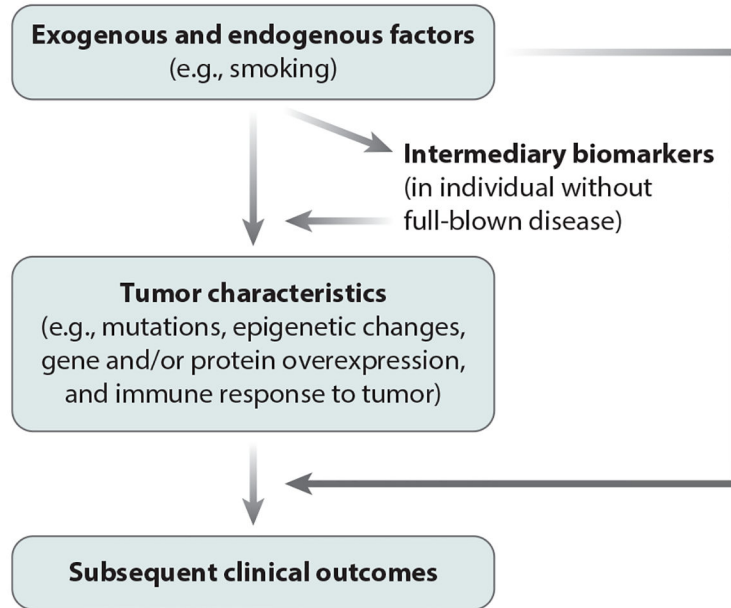 Exogenous and endogenous factors
(e.g., smoking)
Intermediary biomarkers
(in individual without
full-blown disease)
Tumor characteristics
(e.g., mutations, epigenetic changes,
gene and/or protein overexpression,
and immune response to tumor)
Subsequent clinical outcomes